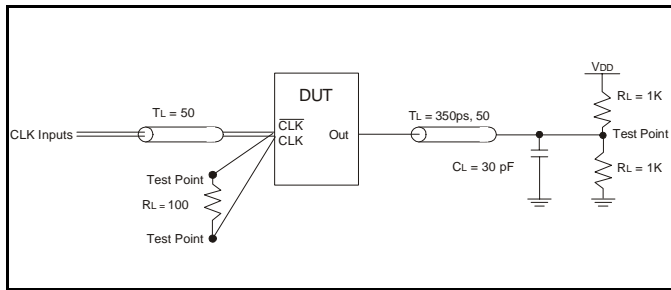 VDD
DUT
RL = 1K
TL = 50
TL = 350ps, 50
CLK
CLK Inputs
Out
Test Point
CLK
Test Point
CL = 30 pF
RL = 1K
RL = 100
Test Point